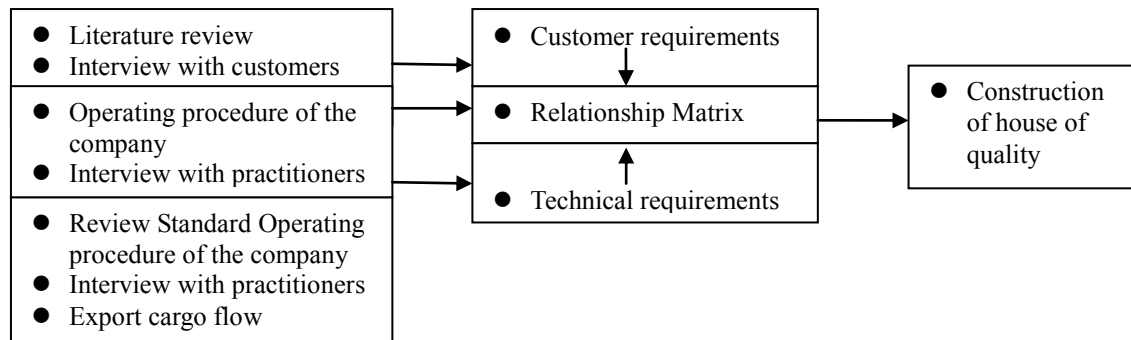 ● Literature review
● Interview with customers
● Operating procedure of the
company
● Interview with practitioners
● Review Standard Operating
procedure of the company
● Interview with practitioners
● Export cargo flow
● Customer requirements
● Relationship Matrix
● Technical requirements
● Construction
of house of
quality